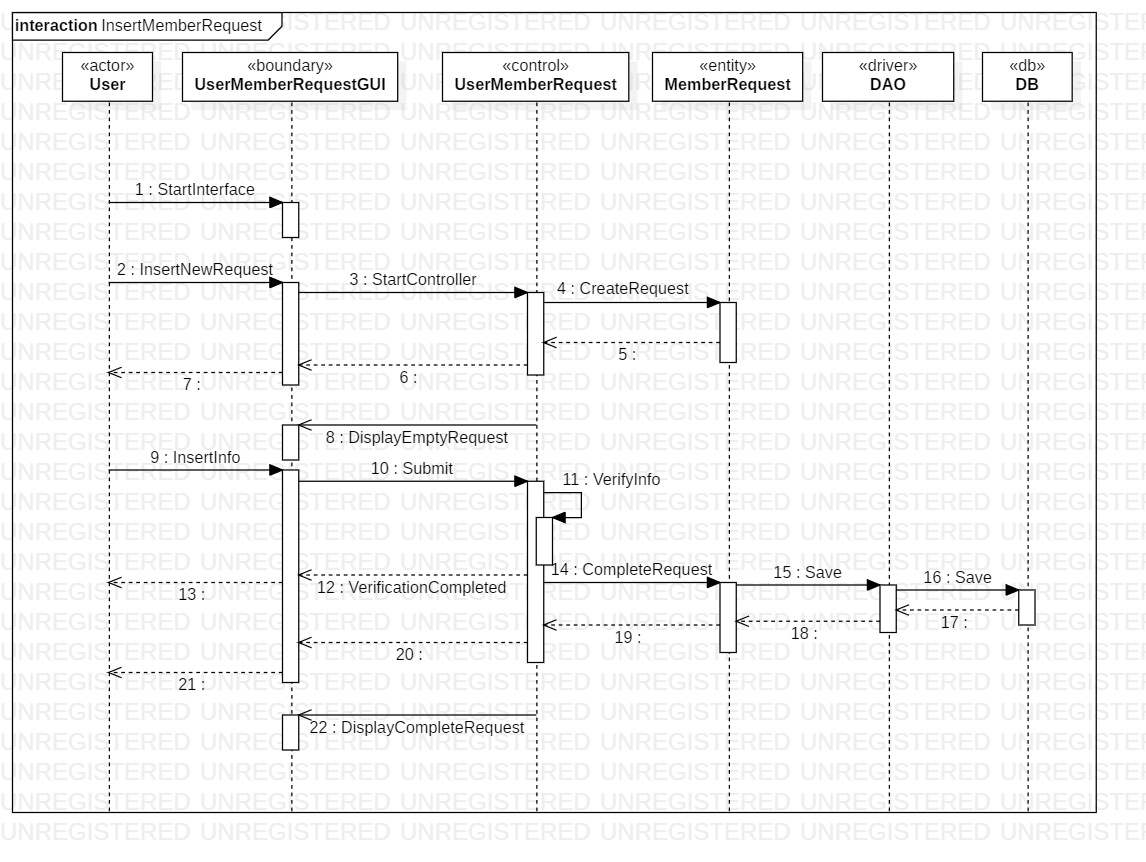 interaction InsertMemberRequest
«actor»
User
«boundary»
UserMemberRequestGUI
«control»
UserMemberRequest
«entity»
MemberRequest
«driver»
DAO
«db»
DB
1 : StartInterface
2 : InsertNewRequest
3 : StartController
4 : CreateRequest
5 :
6 :
7 :
8 : DisplayEmptyRequest
9 : InsertInfo
10 : Submit
11 : VerifyInfo
12 : VerificationCompleted
13 :
14 : CompleteRequest
15 : Save
16 : Save
17 :
18 :
19 :
20 :
21 :
22 : DisplayCompleteRequest
UNREGISTERED UNREGISTERED UNREGISTERED UNREGISTERED UNREGISTERED UNREGISTERED